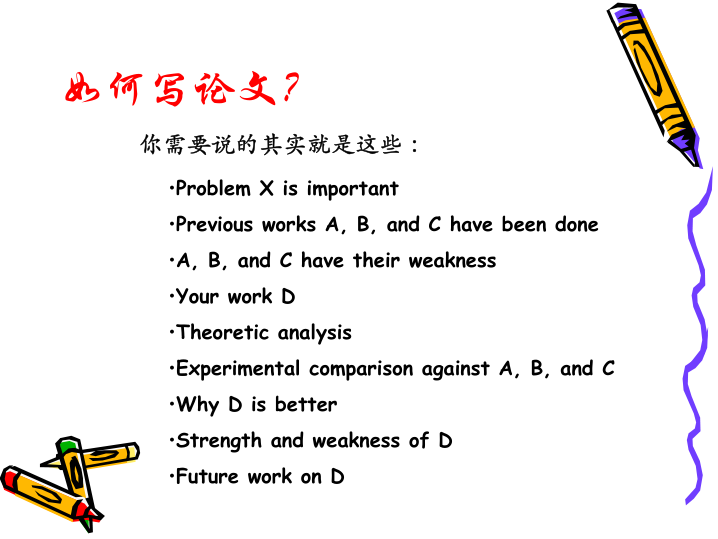 如何写论文?
你需要说的其实就是这些：
•Problem X is important
•Previous works A, B, and C have been done
•A, B, and C have their weakness
•Your work D
•Theoretic analysis
•Experimental comparison against A, B, and C
•Why D is better
•Strength and weakness of D
•Future work on D